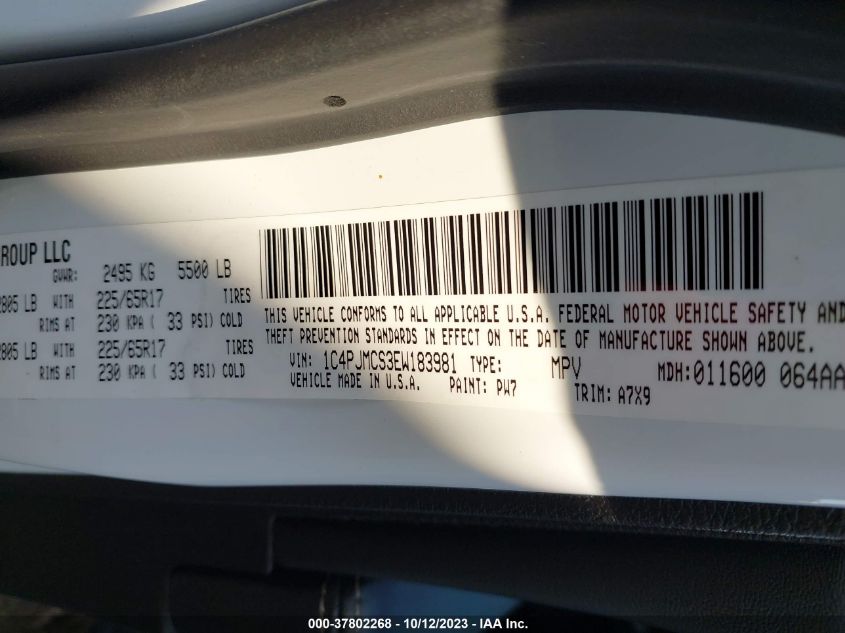 GROUP LLC
GVWR: 2495 KG 5500 LB
2805 LB WITH 225/65R17 TIRES
RIMS AT 230 KPA ( 33 PSI) COLD
2805 LB WITH 225/65R17 TIRES
RIMS AT 230 KPA ( 33 PSI) COLD
THIS VEHICLE CONFORMS TO ALL APPLICABLE U.S.A. FEDERAL MOTOR VEHICLE SAFETY AND
THEFT PREVENTION STANDARDS IN EFFECT ON THE DATE OF MANUFACTURE SHOWN ABOVE.
VIN: 1C4PJMCS3EW183981 TYPE: MPV MDH:011600 064AA
VEHICLE MADE IN U.S.A. PAINT: PW7 TRIM: A7X9
000-37802268 - 10/12/2023 - IAA Inc.